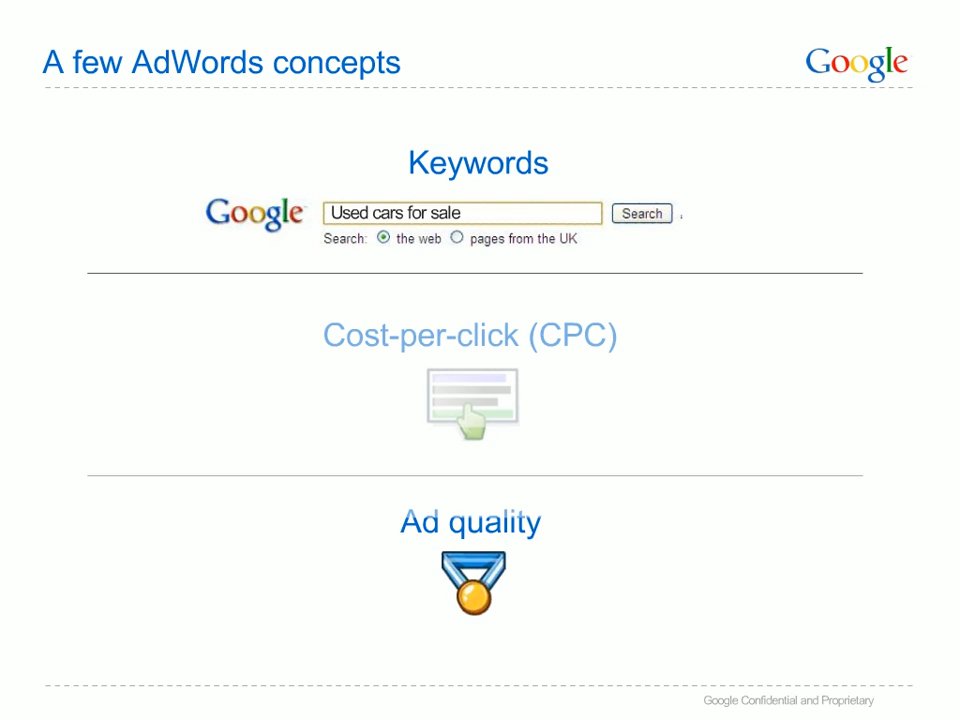 A few AdWords concepts
Google
Keywords
Google
Used cars for sale
Search
Search: the web pages from the UK
Cost-per-click (CPC)
Ad quality
Google Confidential and Proprietary